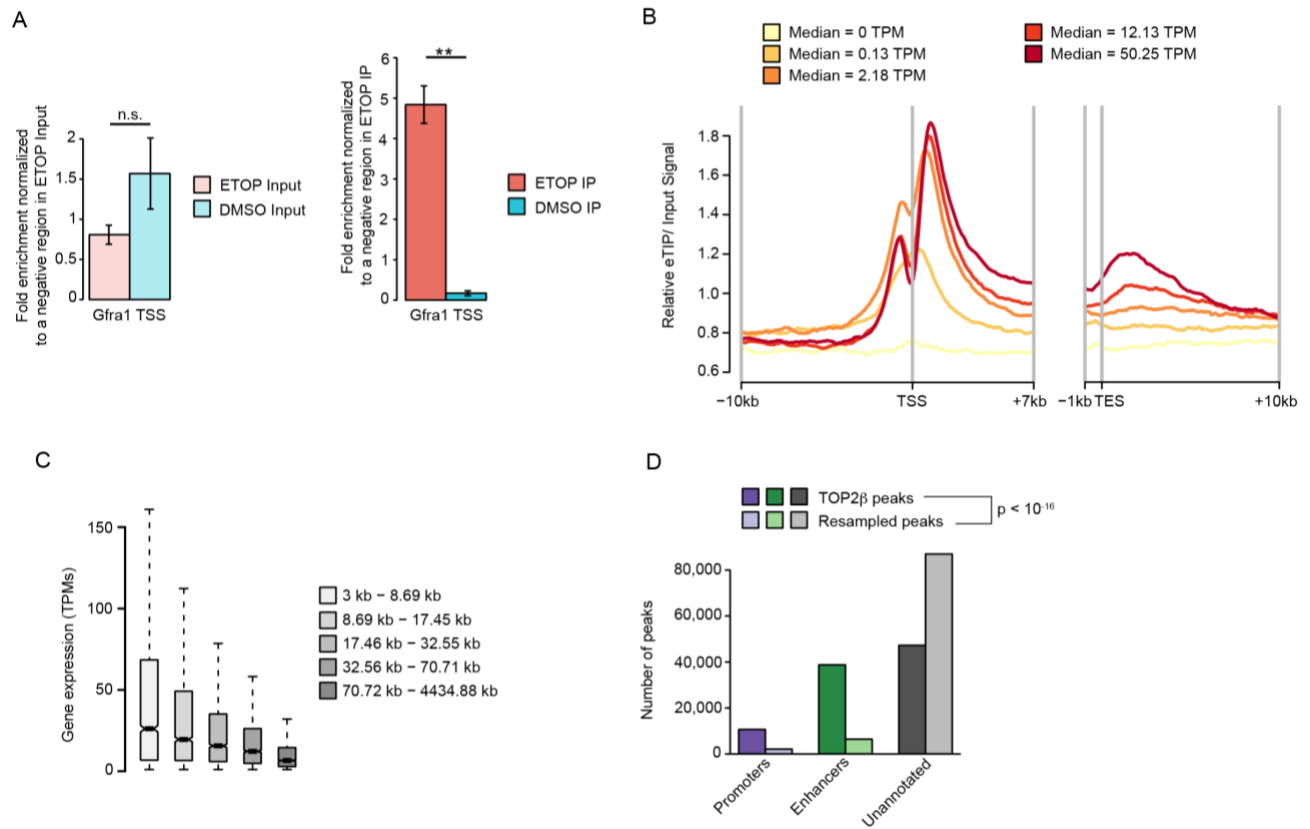 A
Fold enrichment normalized
to a negative region in ETOP Input
2
1.5
1
0.5
0
n.s.
Gfra1 TSS
ETOP Input
DMSO Input
Fold enrichment normalized
to a negative region in ETOP IP
6
5
4
3
2
1
0
**
Gfra1 TSS
ETOP IP
DMSO IP
B
Median = 0 TPM
Median = 0.13 TPM
Median = 2.18 TPM
Median = 12.13 TPM
Median = 50.25 TPM
Relative eTIP/ Input Signal
1.8
1.6
1.4
1.2
1.0
0.8
0.6
−10kb
TSS
+7kb
−1kb
TES
+10kb
C
Gene expression (TPMs)
150
100
50
0
3 kb − 8.69 kb
8.69 kb − 17.45 kb
17.46 kb − 32.55 kb
32.56 kb − 70.71 kb
70.72 kb − 4434.88 kb
D
TOP2β peaks
Resampled peaks
p < 10⁻¹⁶
Number of peaks
80,000
60,000
40,000
20,000
0
Promoters
Enhancers
Unannotated